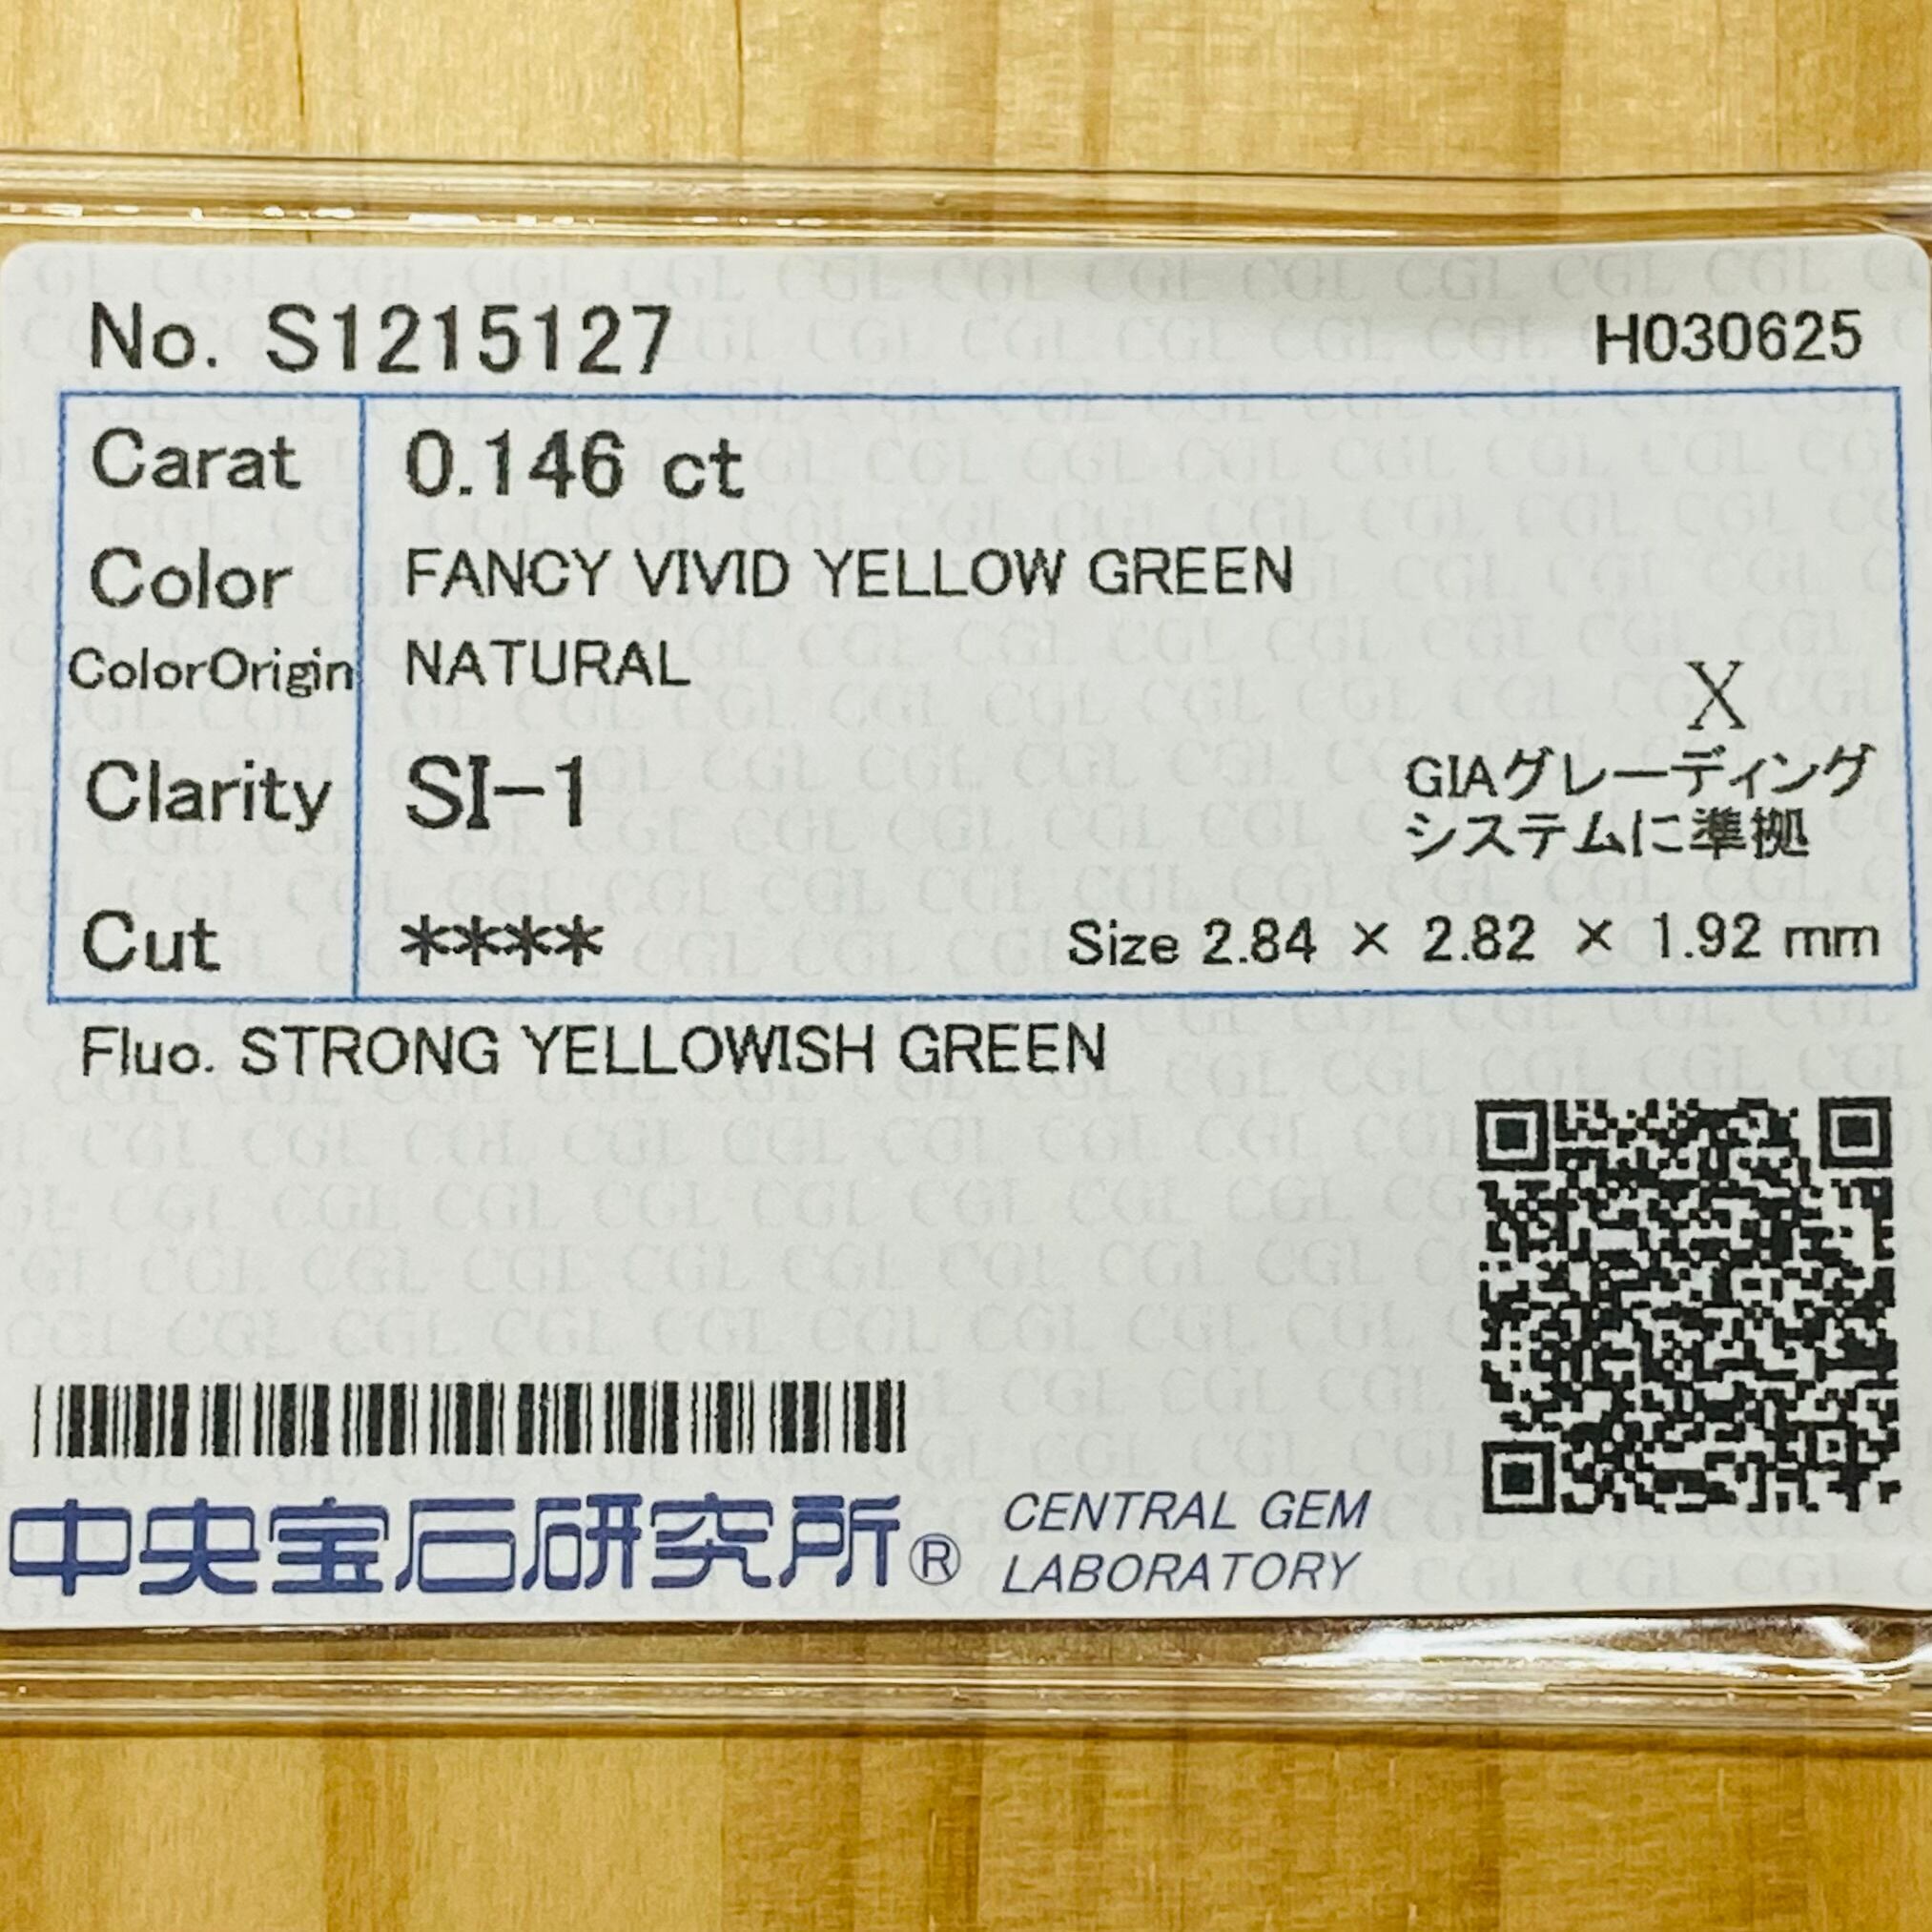 No. S1215127 H030625
Carat 0.146 ct
Color FANCY VIVID YELLOW GREEN
ColorOrigin NATURAL
X
Clarity SI-1
GIAグレーディング
システムに準拠
Cut **** Size 2.84 × 2.82 × 1.92 mm
Fluo. STRONG YELLOWISH GREEN
中央宝石研究所® CENTRAL GEM
LABORATORY